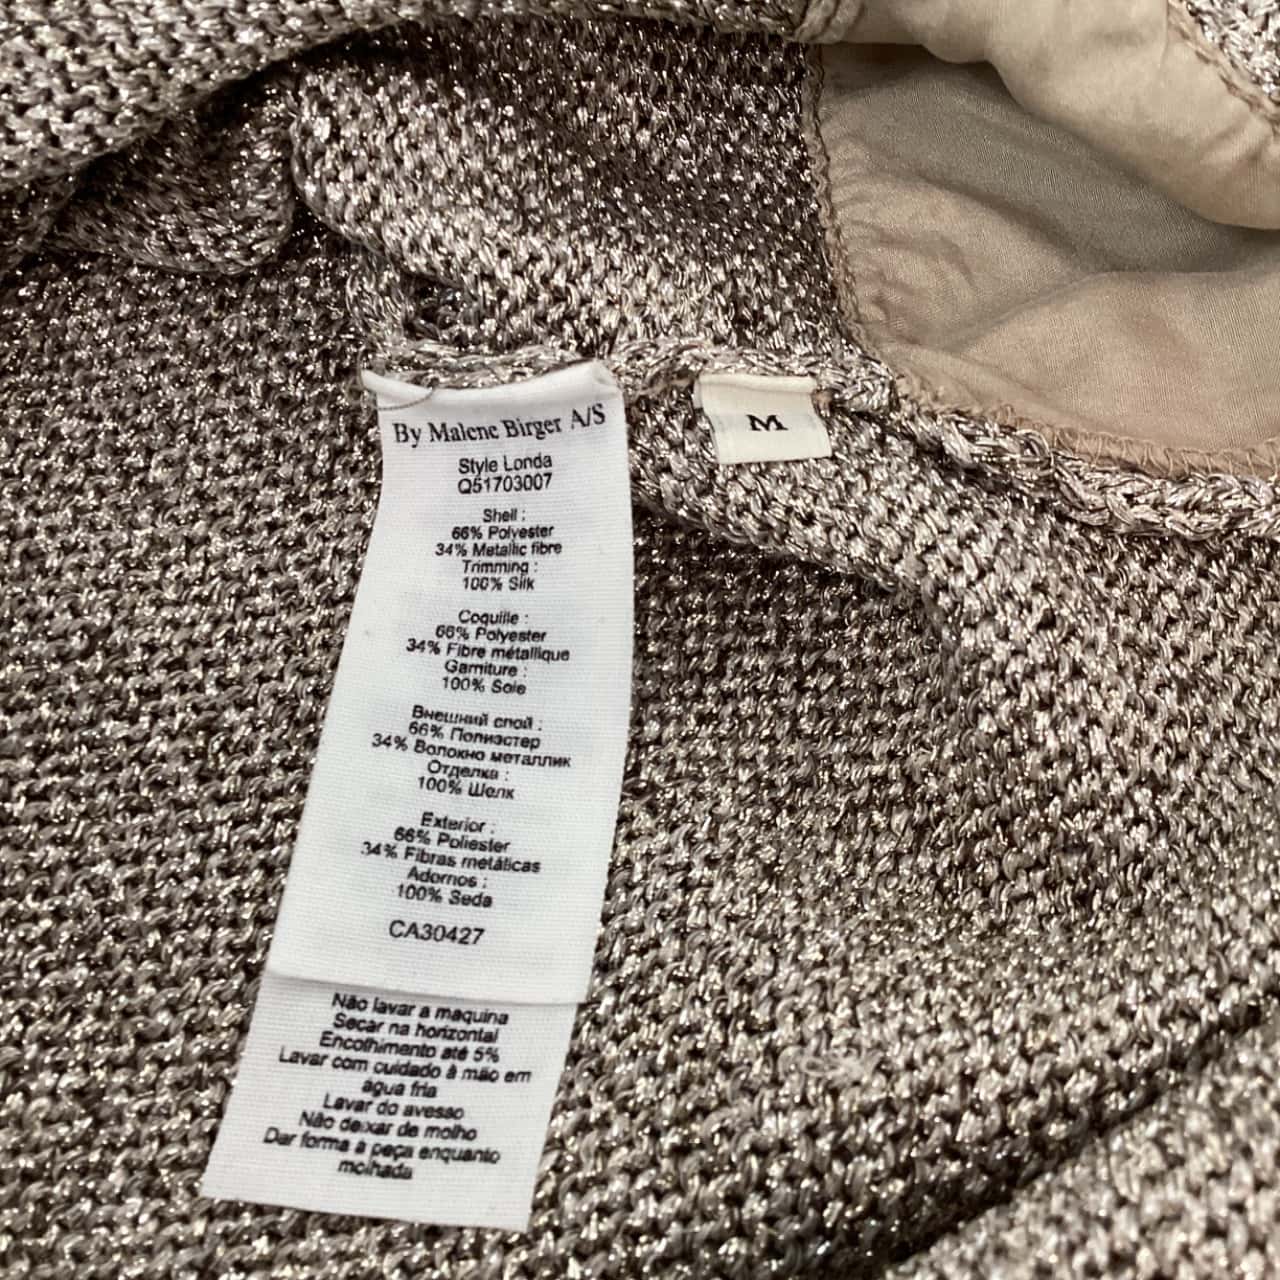 By Malene Birger A/S
Style Londa
Q51703007
Shell :
66% Polyester
34% Metallic fibre
Trimming :
100% Silk
Coquille :
66% Polyester
34% Fibre métallique
Garniture :
100% Soie
Внешний слой :
66% Полиэстер
34% Волокно металлик
Отделка :
100% Шелк
Exterior :
66% Poliester
34% Fibras metáticas
Adornos :
100% Seda
CA30427
Não lavar a maquina
Secar na horizontal
Encolhimento até 5%
Lavar com cuidado à mão em
agua fria
Lavar do avesso
Não deixar de molho
Dar forma à peça enquanto
molhada
M